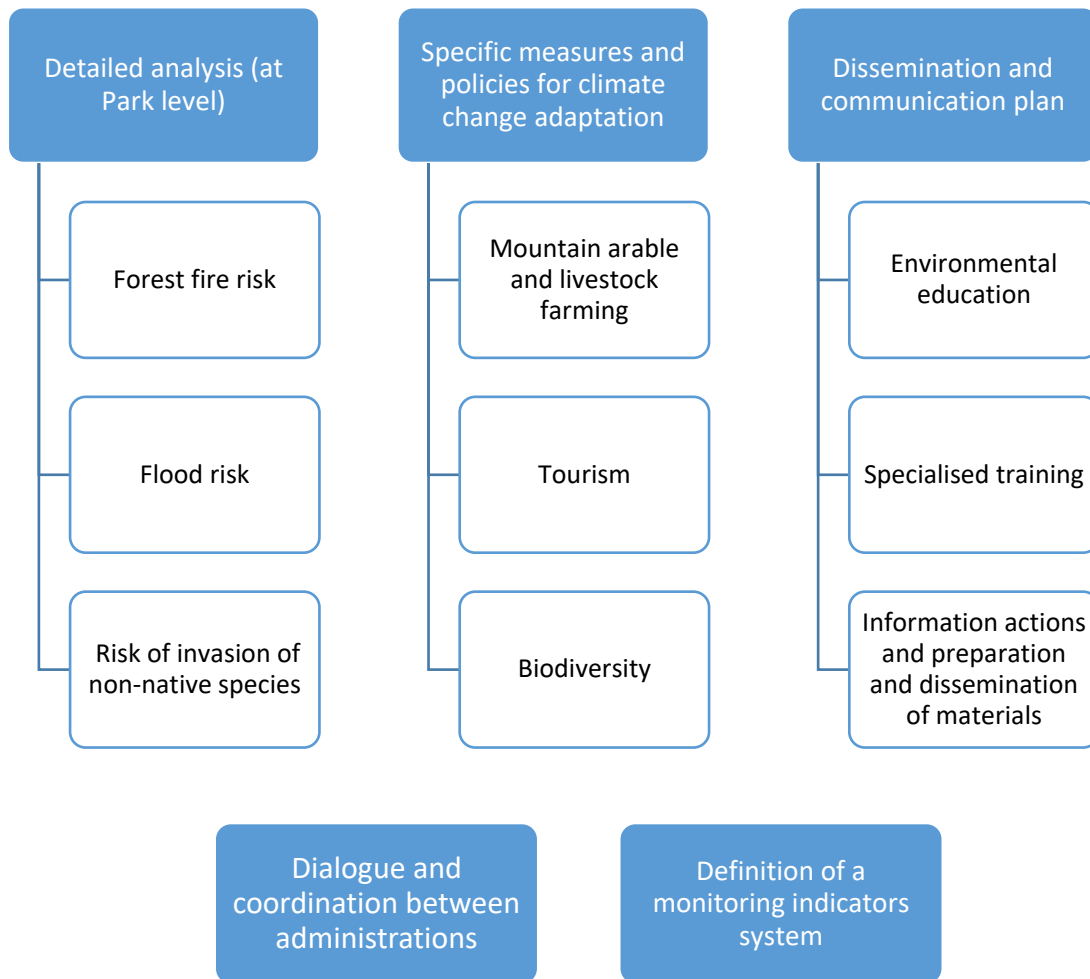 Detailed analysis (at
Park level)
Forest fire risk
Flood risk
Risk of invasion of
non-native species
Specific measures and
policies for climate
change adaptation
Mountain arable
and livestock
farming
Tourism
Biodiversity
Dissemination and
communication plan
Environmental
education
Specialised training
Information actions
and preparation
and dissemination
of materials
Dialogue and
coordination between
administrations
Definition of a
monitoring indicators
system